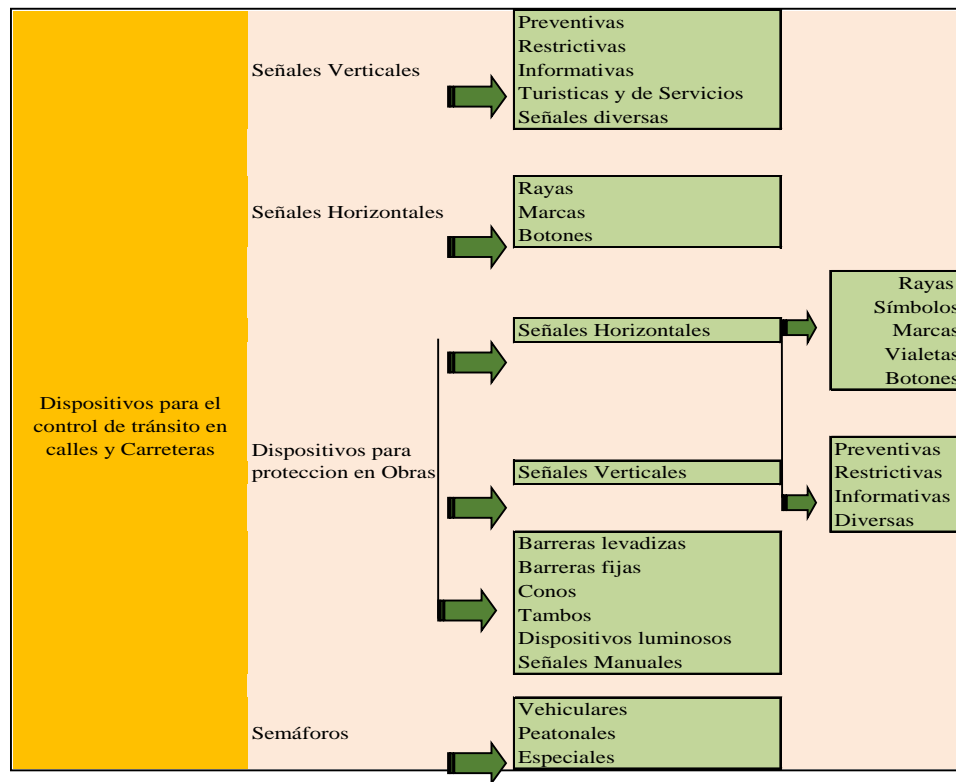 Dispositivos para el
control de tránsito en
calles y Carreteras
Señales Verticales
Preventivas
Restrictivas
Informativas
Turisticas y de Servicios
Señales diversas
Señales Horizontales
Rayas
Marcas
Botones
Dispositivos para
proteccion en Obras
Señales Horizontales
Rayas
Símbolos
Marcas
Vialetas
Botones
Señales Verticales
Preventivas
Restrictivas
Informativas
Diversas
Barreras levadizas
Barreras fijas
Conos
Tambos
Dispositivos luminosos
Señales Manuales
Semáforos
Vehiculares
Peatonales
Especiales